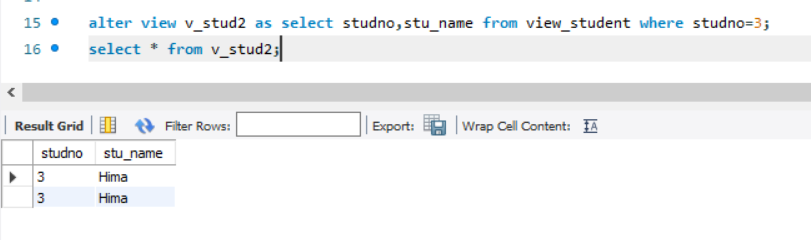 15 alter view v_stud2 as select studno,stu_name from view_student where studno=3;
16 select * from v_stud2;
Result Grid Filter Rows: Export: Wrap Cell Content: IA
studno stu_name
3 Hima
3 Hima